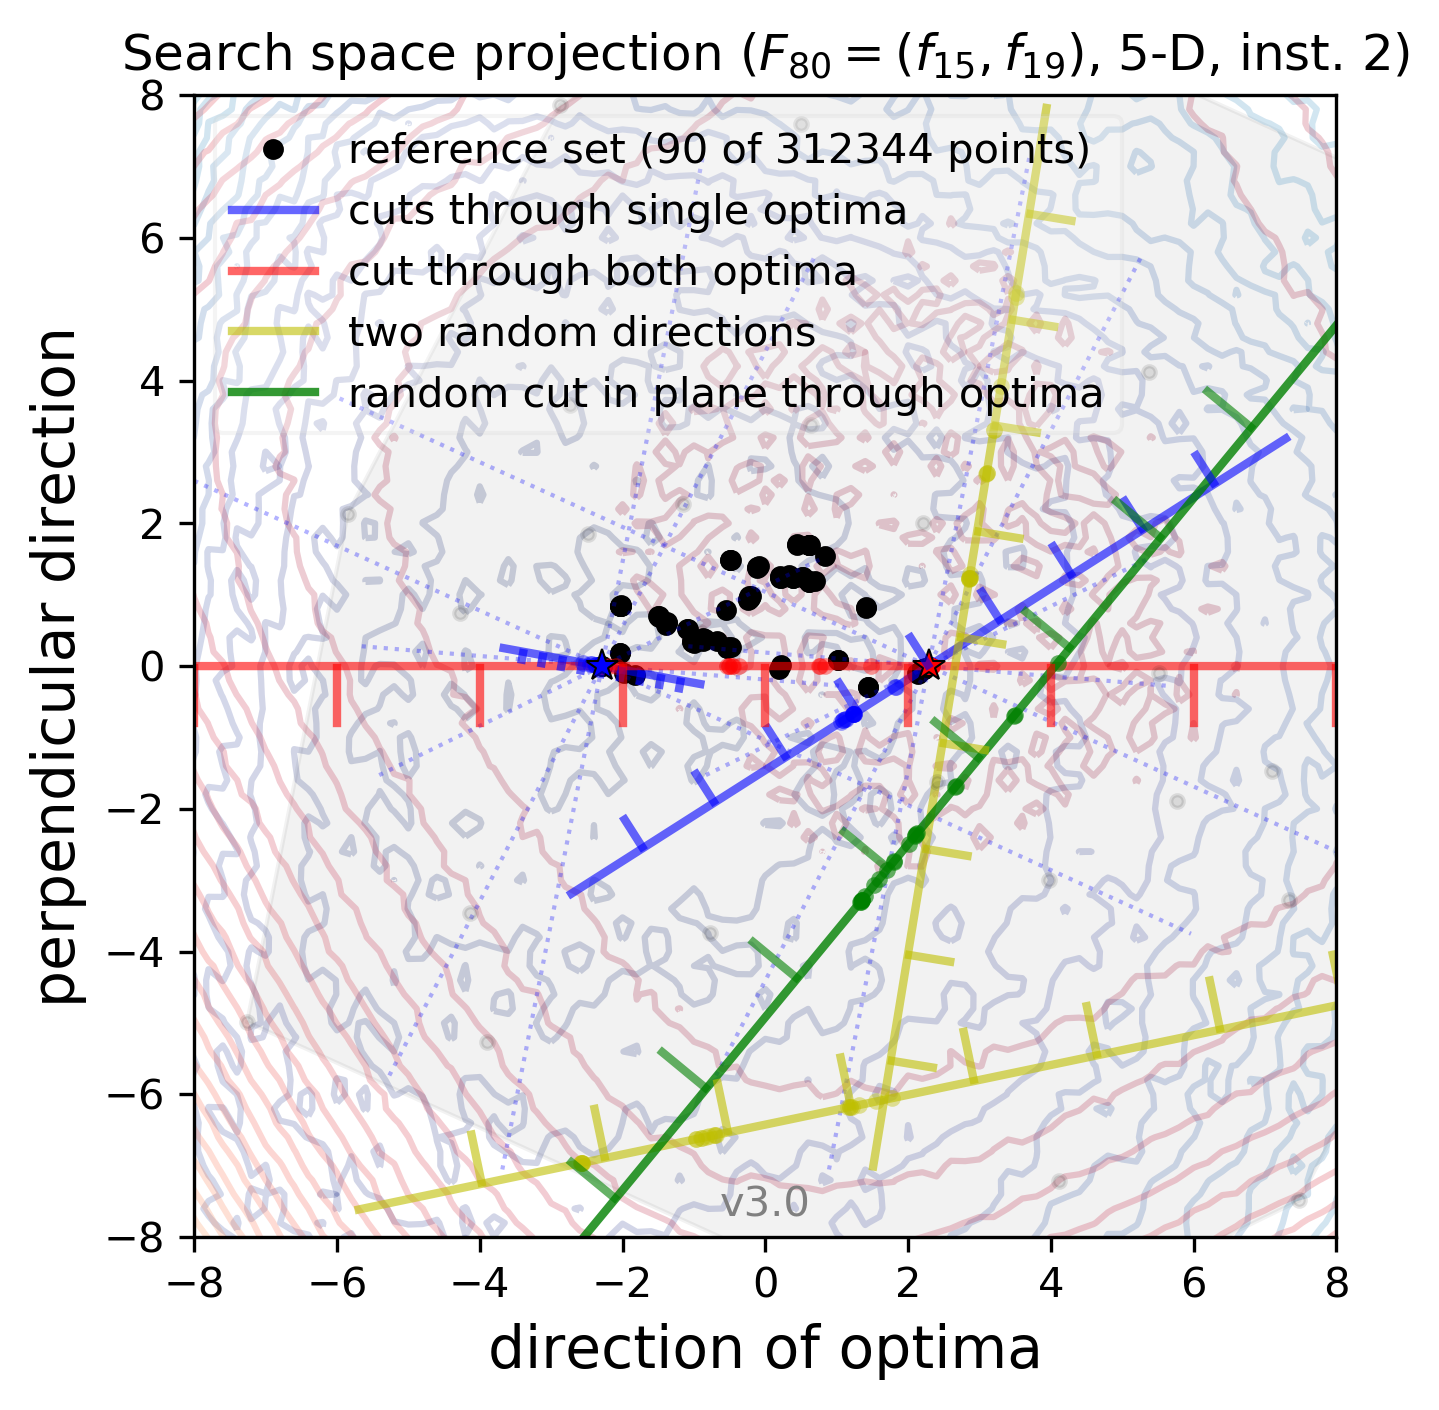 Search space projection (F80 = (f15, f19), 5-D, inst. 2)
reference set (90 of 312344 points)
cuts through single optima
cut through both optima
two random directions
random cut in plane through optima
8
6
4
2
0
−2
−4
−6
−8
perpendicular direction
v3.0
−8 −6 −4 −2 0 2 4 6 8
direction of optima